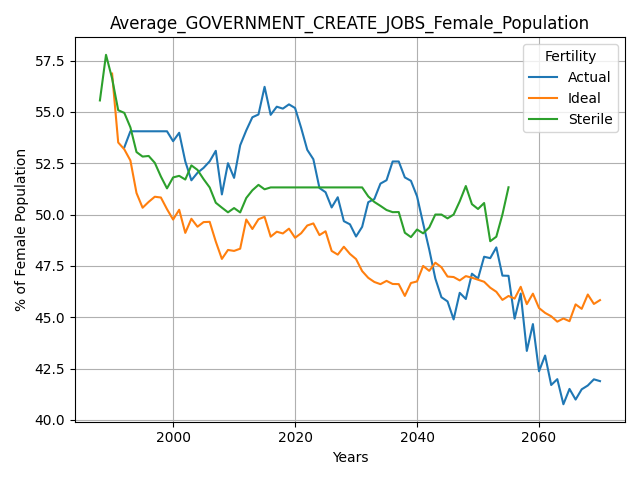 Average_GOVERNMENT_CREATE_JOBS_Female_Population
57.5
55.0
52.5
50.0
47.5
45.0
42.5
40.0
% of Female Population
Fertility
Actual
Ideal
Sterile
2000 2020 2040 2060
Years